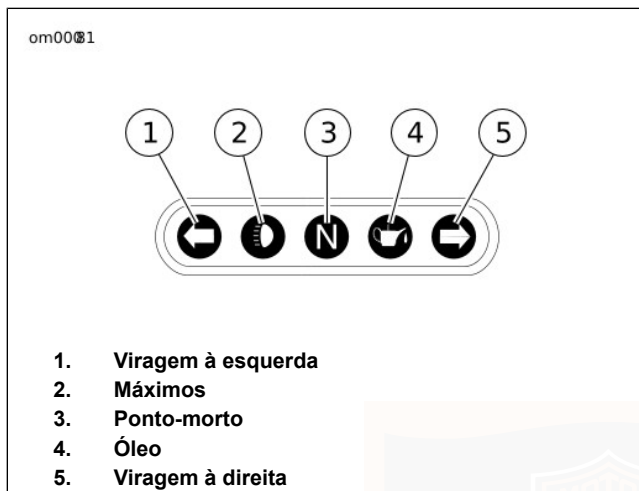 1 2 3 4 5
N
1. Viragem à esquerda
2. Máximos
3. Ponto-morto
4. Óleo
5. Viragem à direita